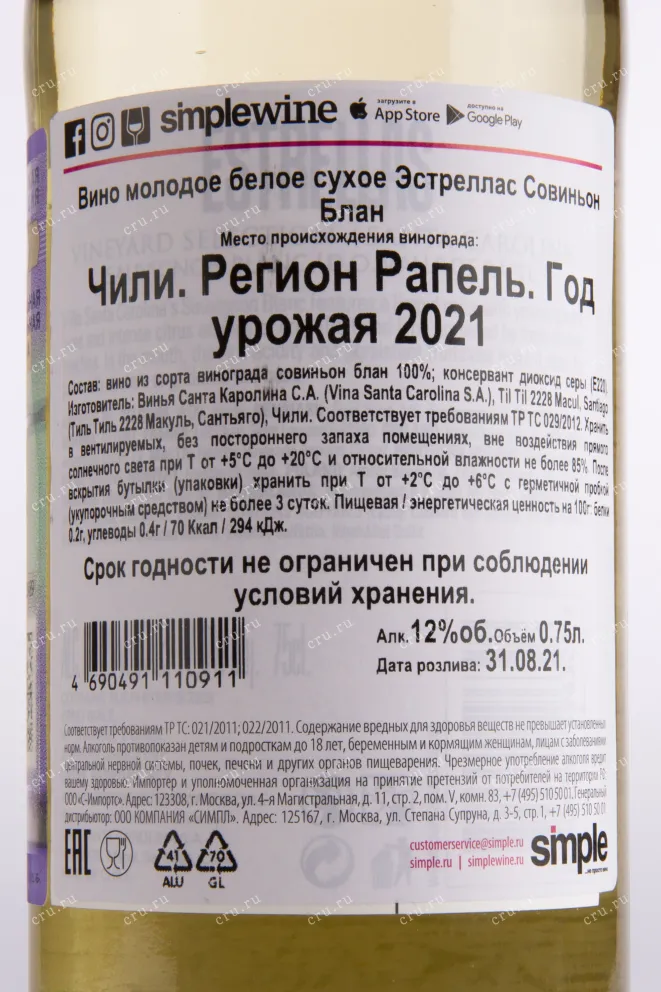 simplewine
загрузите в
App Store
доступно на
Google Play
Вино молодое белое сухое Эстреллас Совиньон
Блан
Место происхождения винограда:
Чили. Регион Рапель. Год
урожая 2021
Состав: вино из сорта винограда совиньон блан 100%; консервант диоксид серы (E220).
Изготовитель: Винья Санта Каролина С.А. (Vina Santa Carolina S.A.), Til Til 2228 Macul, Santiago
(Тиль Тиль 2228 Макуль, Сантьяго), Чили. Соответствует требованиям ТР ТС 029/2012. Хранить
в вентилируемых, без постороннего запаха помещениях, вне воздействия прямого
солнечного света при Т от +5°С до +20°С и относительной влажности не более 85%. После
вскрытия бутылки (упаковки) хранить при Т от +2°С до +6°С с герметичной пробкой
(укупорочным средством) не более 3 суток. Пищевая / энергетическая ценность на 100г: белки
0.2г, углеводы 0.4г / 70 Ккал / 294 кДж.
Срок годности не ограничен при соблюдении
условий хранения.
Алк. 12%об. Объём 0.75л.
Дата розлива: 31.08.21.
4 690491 110911
Соответствует требованиям ТР ТС: 021/2011; 022/2011. Содержание вредных для здоровья веществ не превышает установленных
норм. Алкоголь противопоказан детям и подросткам до 18 лет, беременным и кормящим женщинам, лицам с заболеваниями
центральной нервной системы, почек, печени и других органов пищеварения. Чрезмерное употребление алкоголя вредит
вашему здоровью. Импортер и уполномоченная организация на принятие претензий от потребителей на территории РФ:
ООО «С-Импортс». Адрес: 123308, г. Москва, ул. 4-я Магистральная, д. 11, стр. 2, пом. V, комн. 83, +7 (495) 510 50 01. Генеральный
дистрибьютор: ООО КОМПАНИЯ «СИМПЛ». Адрес: 125167, г. Москва, ул. Степана Супруна, д. 3-5, стр. 1, +7 (495) 510 50 01
EAC
41
ALU
70
GL
customerservice@simple.ru
simple.ru | simplewine.ru
simple
...не просто вино
cru.ru